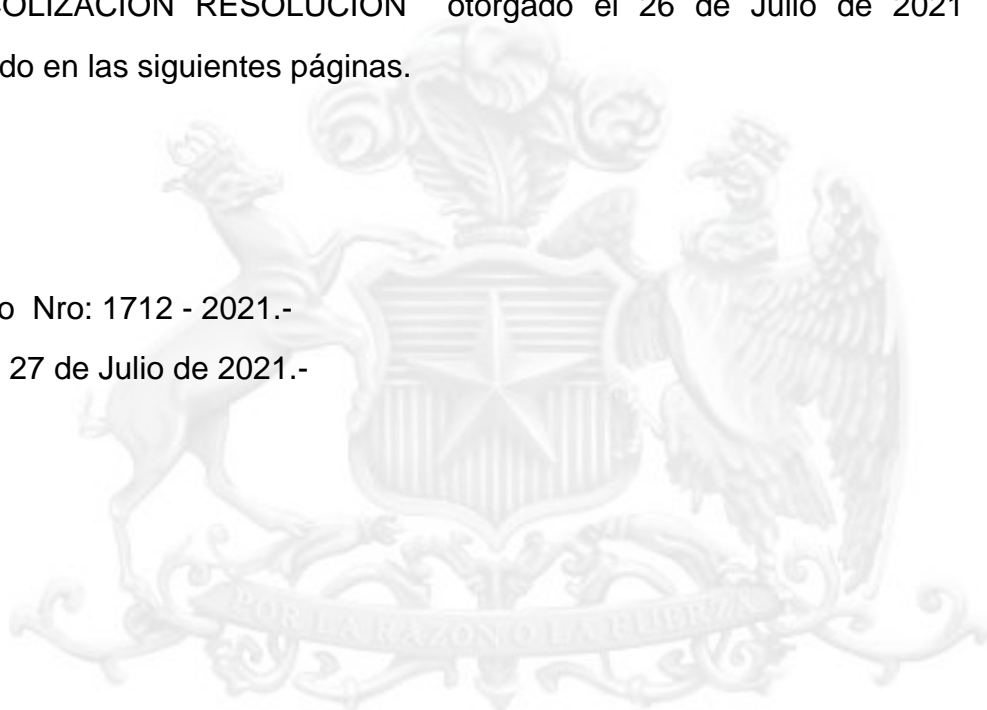 OLIZACION RESOLUCION otorgado el 26 de Julio de 2021
do en las siguientes páginas.
o Nro: 1712 - 2021.-
27 de Julio de 2021.-
POR LA RAZON O LA FUERZA